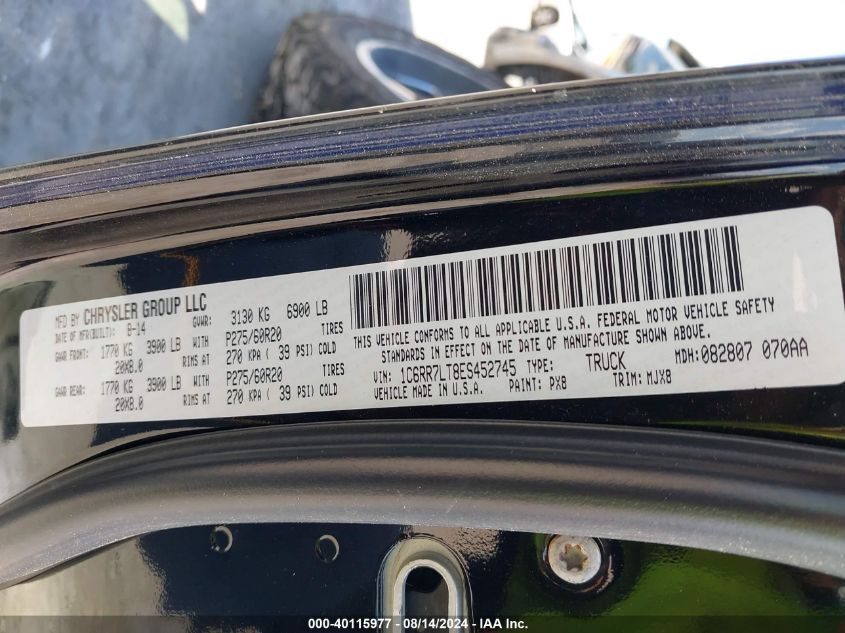 MFD BY CHRYSLER GROUP LLC
DATE OF MFR(BUILT): 8-14 GVWR: 3130 KG 6900 LB
GAWR FRONT: 1770 KG 3900 LB WITH P275/60R20 TIRES
20X8.0 RIMS AT 270 KPA ( 39 PSI) COLD
GAWR REAR: 1770 KG 3900 LB WITH P275/60R20 TIRES
20X8.0 RIMS AT 270 KPA ( 39 PSI) COLD
THIS VEHICLE CONFORMS TO ALL APPLICABLE U.S.A. FEDERAL MOTOR VEHICLE SAFETY
STANDARDS IN EFFECT ON THE DATE OF MANUFACTURE SHOWN ABOVE.
VIN: 1C6RR7LT8ES452745 TYPE: TRUCK MDH:082807 070AA
VEHICLE MADE IN U.S.A. PAINT: PX8 TRIM: MJX8
000-40115977 - 08/14/2024 - IAA Inc.